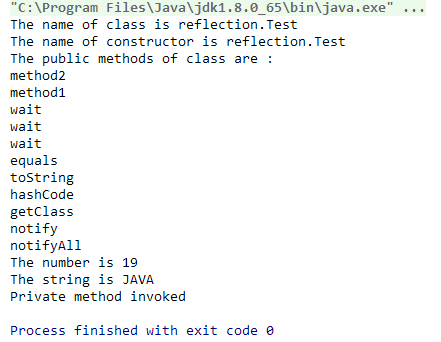 "C:\Program Files\Java\jdk1.8.0_65\bin\java.exe" ...
The name of class is reflection.Test
The name of constructor is reflection.Test
The public methods of class are :
method2
method1
wait
wait
wait
equals
toString
hashCode
getClass
notify
notifyAll
The number is 19
The string is JAVA
Private method invoked
Process finished with exit code 0